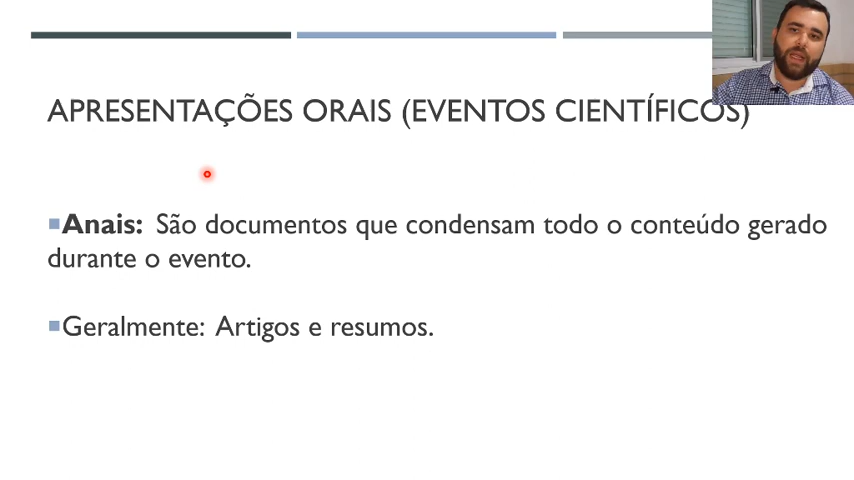 APRESENTAÇÕES ORAIS (EVENTOS CIENTÍFICOS)
Anais: São documentos que condensam todo o conteúdo gerado
durante o evento.
Geralmente: Artigos e resumos.